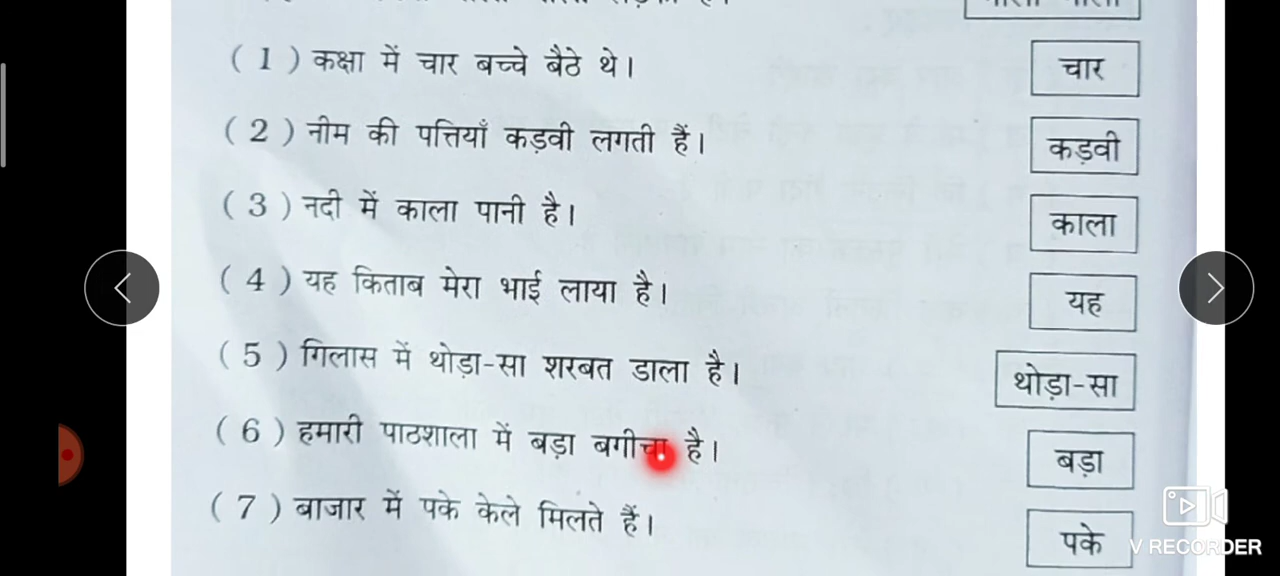 ( 1 ) कक्षा में चार बच्चे बैठे थे। चार
( 2 ) नीम की पत्तियाँ कड़वी लगती हैं। कड़वी
( 3 ) नदी में काला पानी है। काला
( 4 ) यह किताब मेरा भाई लाया है। यह
( 5 ) गिलास में थोड़ा-सा शरबत डाला है। थोड़ा-सा
( 6 ) हमारी पाठशाला में बड़ा बगीचा है। बड़ा
( 7 ) बाजार में पके केले मिलते हैं। पके
V RECORDER